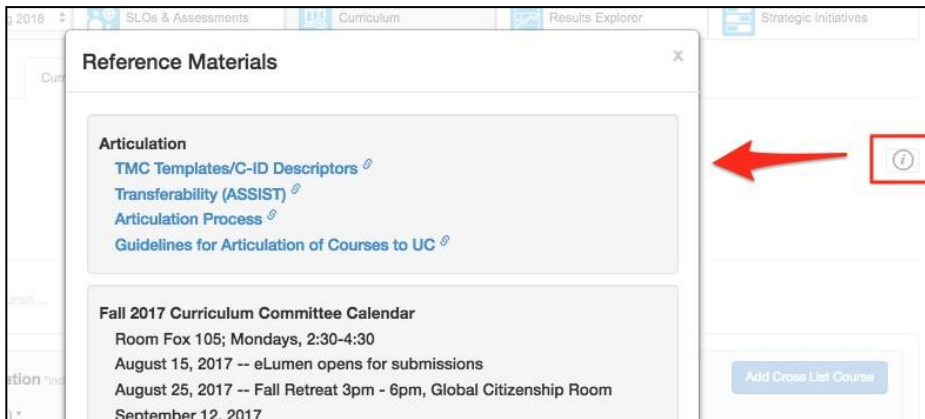 2018
SLOs & Assessments
Curriculum
Results Explorer
Strategic Initiatives
Reference Materials
x
Articulation
TMC Templates/C-ID Descriptors
Transferability (ASSIST)
Articulation Process
Guidelines for Articulation of Courses to UC
i
Fall 2017 Curriculum Committee Calendar
Room Fox 105; Mondays, 2:30-4:30
August 15, 2017 -- eLumen opens for submissions
August 25, 2017 -- Fall Retreat 3pm - 6pm, Global Citizenship Room
September 12, 2017
Add Cross List Course